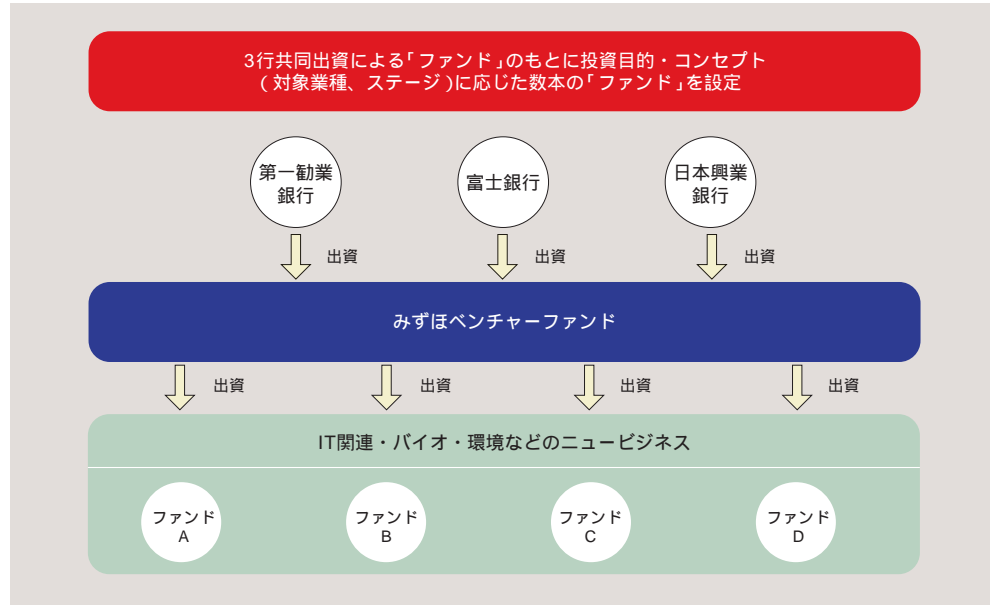 3行共同出資による「ファンド」のもとに投資目的・コンセプト
(対象業種、ステージ)に応じた数本の「ファンド」を設定
第一勧業
銀行
富士銀行
日本興業
銀行
出資
出資
出資
みずほベンチャーファンド
出資
出資
出資
出資
IT関連・バイオ・環境などのニュービジネス
ファンド
A
ファンド
B
ファンド
C
ファンド
D